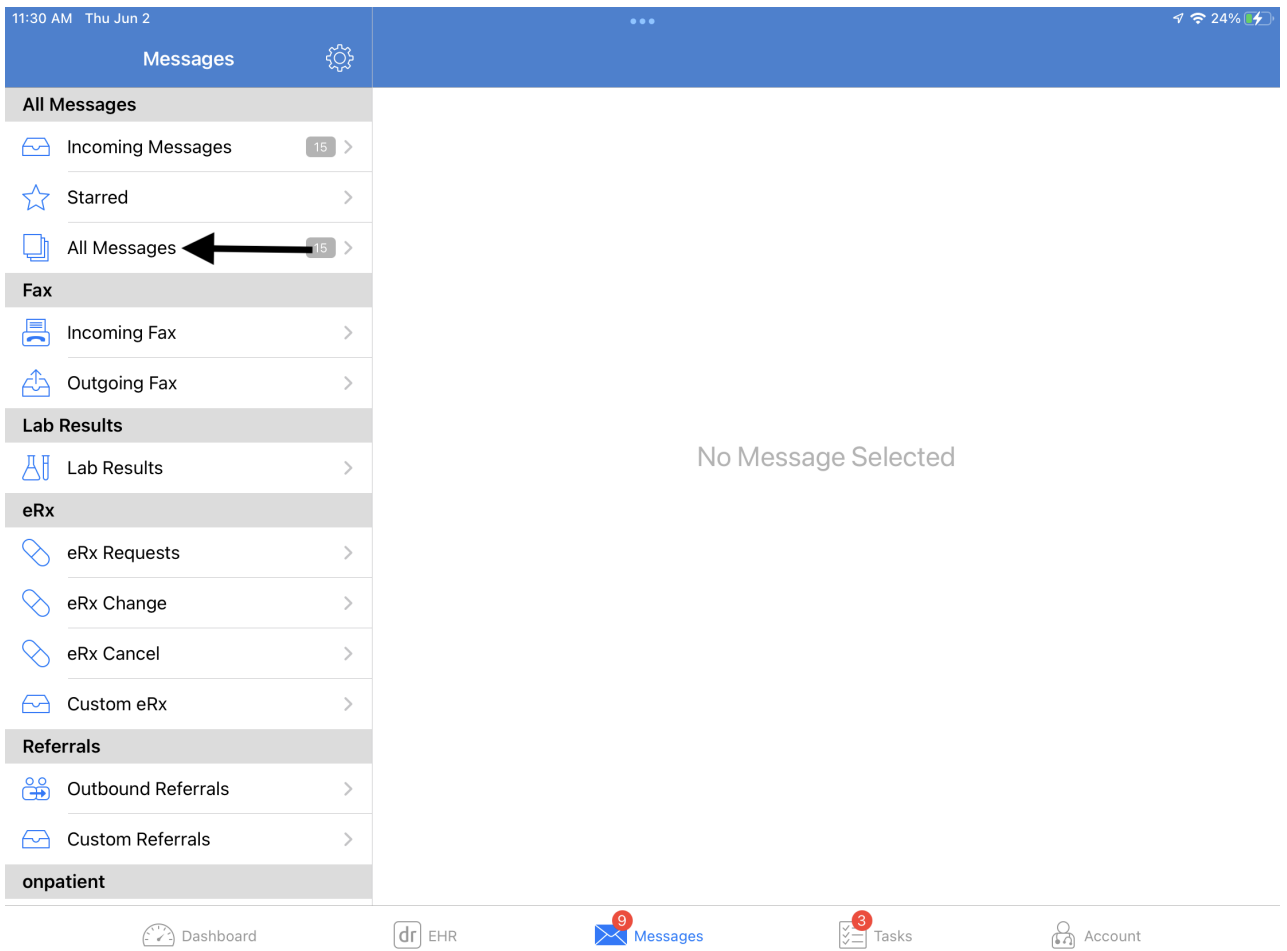 11:30 AM Thu Jun 2
24%
Messages
All Messages
Incoming Messages 15
Starred
All Messages 15
Fax
Incoming Fax
Outgoing Fax
Lab Results
Lab Results
eRx
eRx Requests
eRx Change
eRx Cancel
Custom eRx
Referrals
Outbound Referrals
Custom Referrals
onpatient
No Message Selected
Dashboard
dr EHR
9 Messages
3 Tasks
Account